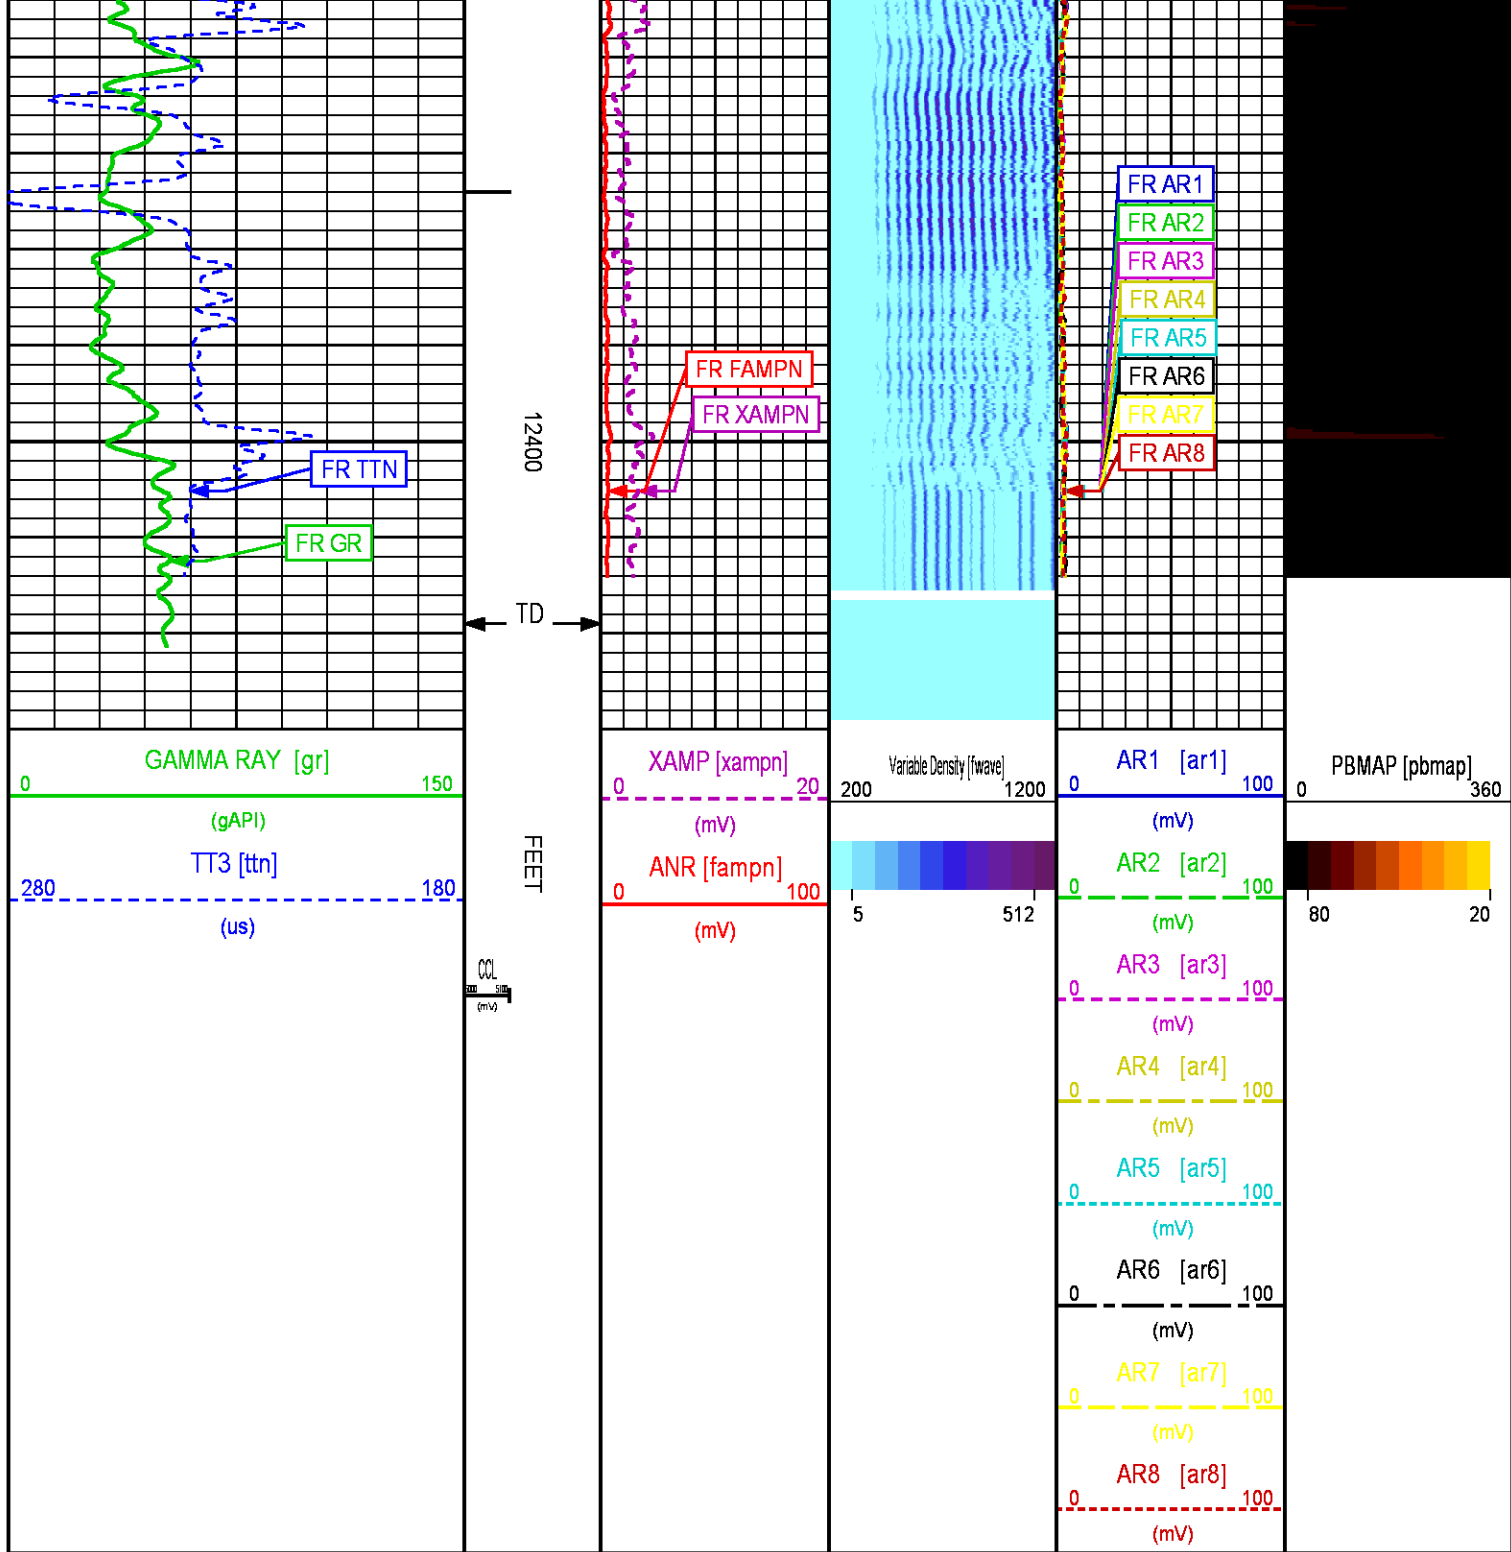 FR AR1
FR AR2
FR AR3
FR AR4
FR AR5
FR AR6
FR AR7
FR AR8
FR FAMPN
FR XAMPN
12400
FR TTN
FR GR
TD
GAMMA RAY [gr]
0 150
(gAPI)
TT3 [ttn]
280 180
(us)
FEET
CCL
(mV)
XAMP [xampn]
0 20
(mV)
ANR [fampn]
0 100
(mV)
Variable Density [fwave]
200 1200
5 512
AR1 [ar1]
0 100
(mV)
AR2 [ar2]
0 100
(mV)
AR3 [ar3]
0 100
(mV)
AR4 [ar4]
0 100
(mV)
AR5 [ar5]
0 100
(mV)
AR6 [ar6]
0 100
(mV)
AR7 [ar7]
0 100
(mV)
AR8 [ar8]
0 100
(mV)
PBMAP [pbmap]
0 360
80 20